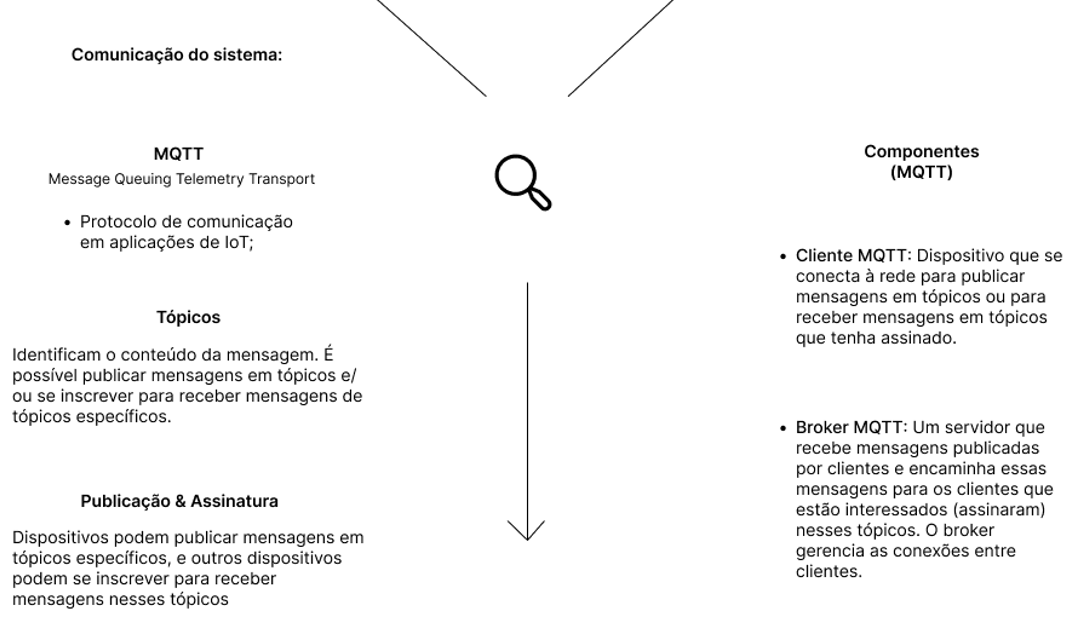 Comunicação do sistema:
MQTT
Message Queuing Telemetry Transport
• Protocolo de comunicação
em aplicações de IoT;
Tópicos
Identificam o conteúdo da mensagem. É
possível publicar mensagens em tópicos e/
ou se inscrever para receber mensagens de
tópicos específicos.
Publicação & Assinatura
Dispositivos podem publicar mensagens em
tópicos específicos, e outros dispositivos
podem se inscrever para receber
mensagens nesses tópicos
Componentes
(MQTT)
• Cliente MQTT: Dispositivo que se
conecta à rede para publicar
mensagens em tópicos ou para
receber mensagens em tópicos
que tenha assinado.
• Broker MQTT: Um servidor que
recebe mensagens publicadas
por clientes e encaminha essas
mensagens para os clientes que
estão interessados (assinaram)
nesses tópicos. O broker
gerencia as conexões entre
clientes.